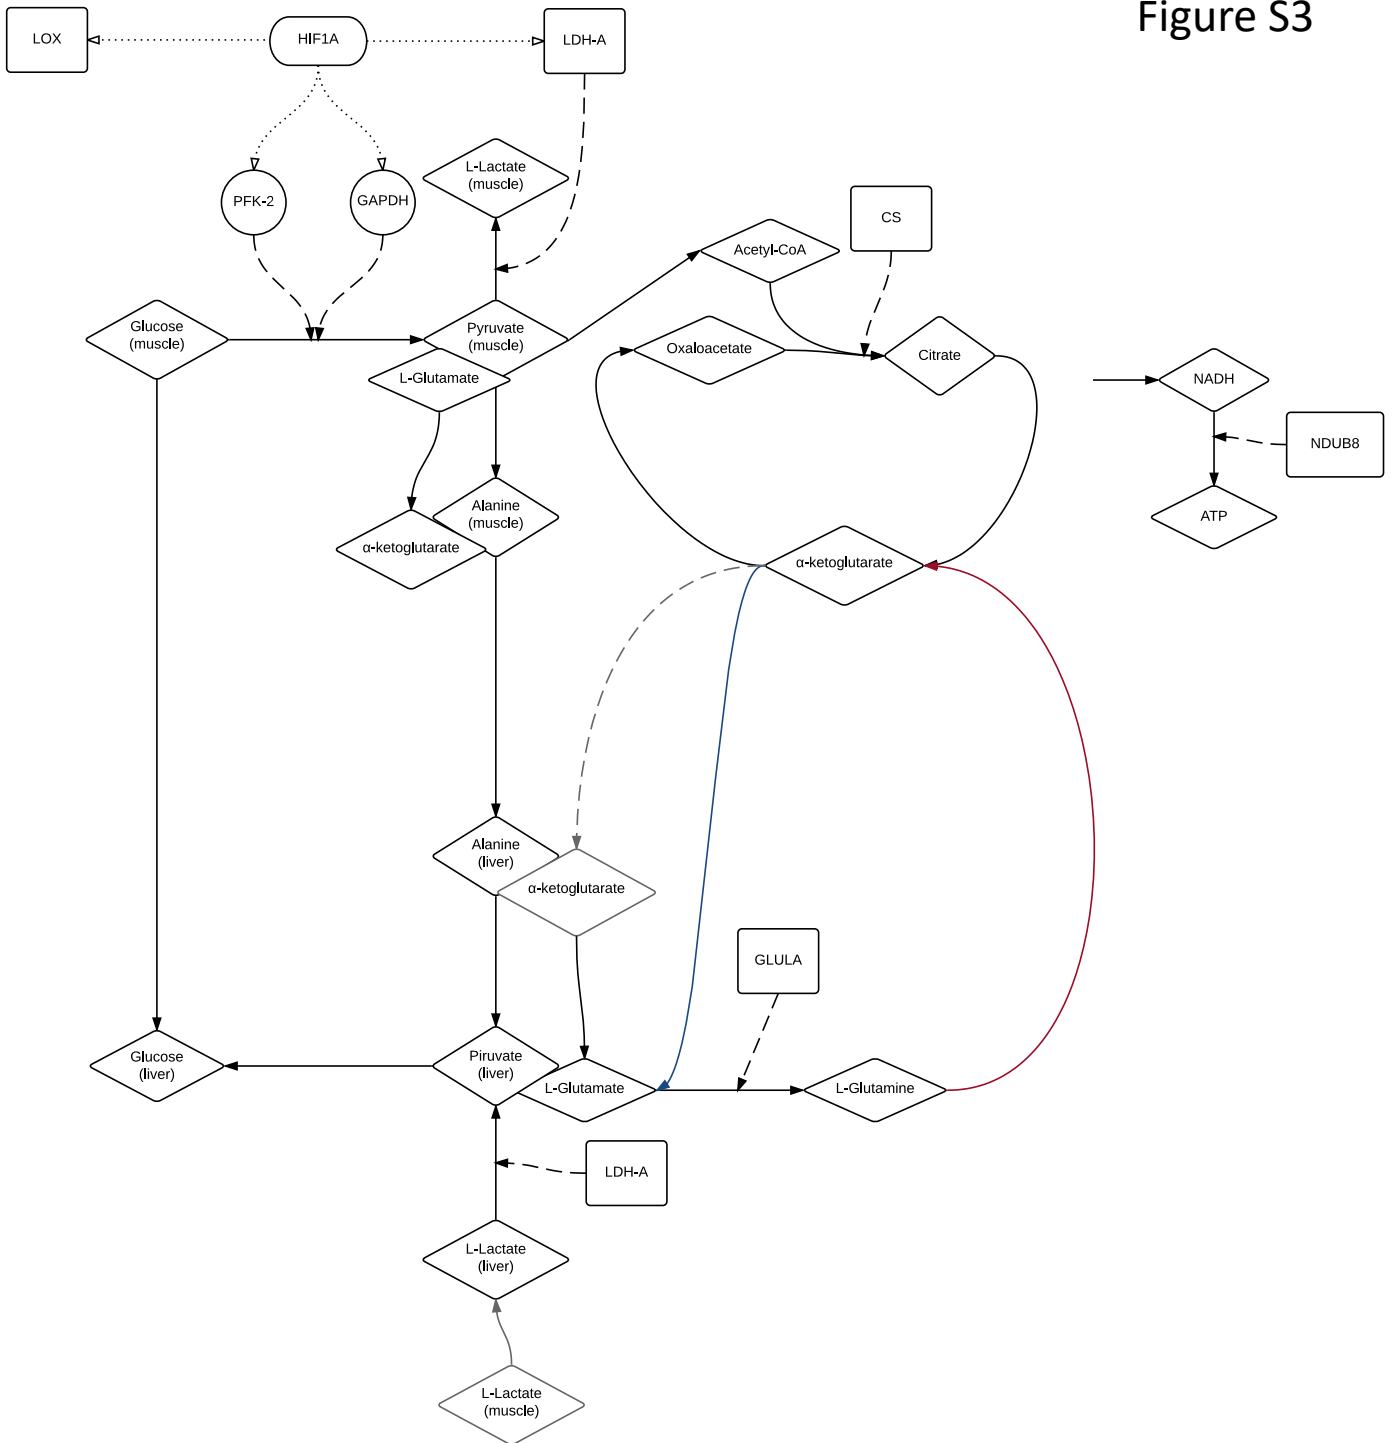 Figure S3
LOX
HIF1A
LDH-A
L-Lactate
(muscle)
PFK-2
GAPDH
CS
Acetyl-CoA
Glucose
(muscle)
Pyruvate
(muscle)
Oxaloacetate
Citrate
L-Glutamate
NADH
NDUB8
Alanine
(muscle)
ATP
α-ketoglutarate
α-ketoglutarate
Alanine
(liver)
α-ketoglutarate
GLULA
Glucose
(liver)
Piruvate
(liver)
L-Glutamate
L-Glutamine
LDH-A
L-Lactate
(liver)
L-Lactate
(muscle)